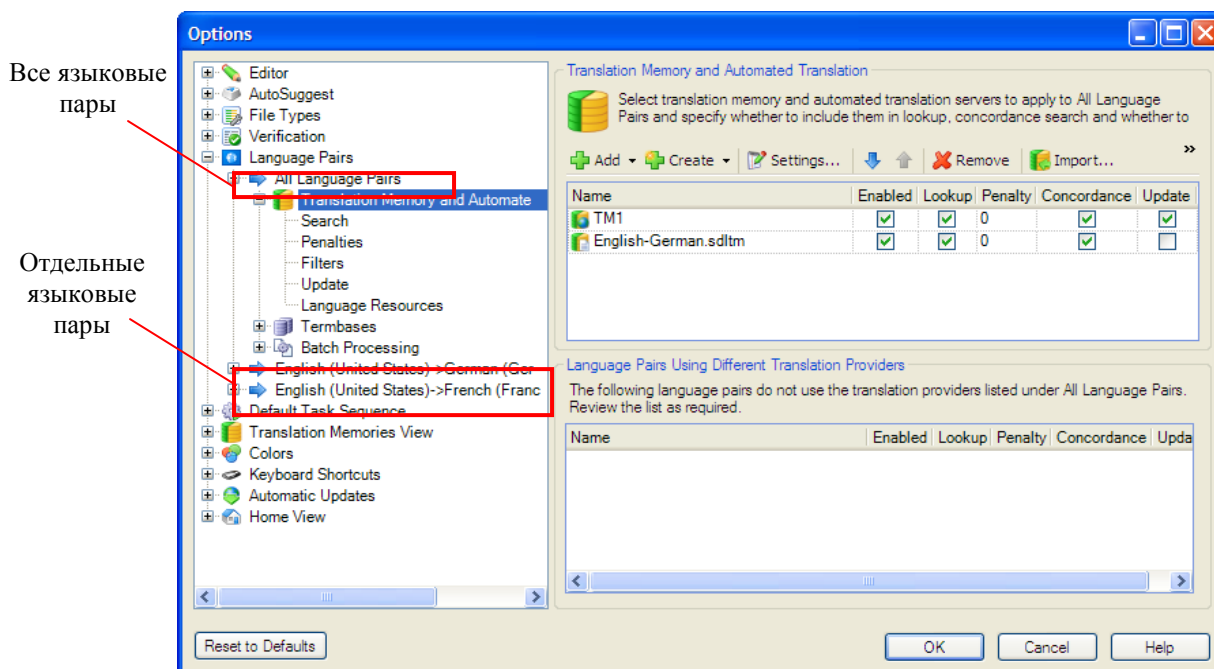 Options
Все языковые
пары
Отдельные
языковые
пары
Editor
AutoSuggest
File Types
Verification
Language Pairs
All Language Pairs
Translation Memory and Automate
Search
Penalties
Filters
Update
Language Resources
Termbases
Batch Processing
English (United States)->German (Ger
English (United States)->French (Franc
Default Task Sequence
Translation Memories View
Colors
Keyboard Shortcuts
Automatic Updates
Home View
Translation Memory and Automated Translation
Select translation memory and automated translation servers to apply to All Language
Pairs and specify whether to include them in lookup, concordance search and whether to
Add Create Settings... Remove Import... »
Name Enabled Lookup Penalty Concordance Update
TM1 0
English-German.sdltm 0
Language Pairs Using Different Translation Providers
The following language pairs do not use the translation providers listed under All Language Pairs.
Review the list as required.
Name Enabled Lookup Penalty Concordance Upda
Reset to Defaults OK Cancel Help